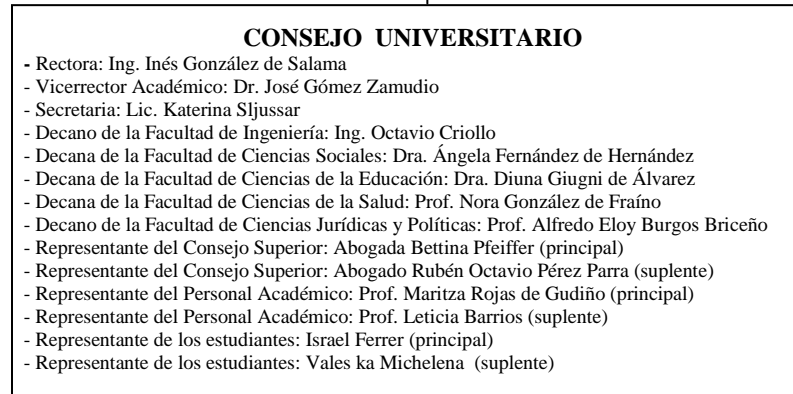 CONSEJO UNIVERSITARIO
- Rectora: Ing. Inés González de Salama
- Vicerrector Académico: Dr. José Gómez Zamudio
- Secretaria: Lic. Katerina Sljussar
- Decano de la Facultad de Ingeniería: Ing. Octavio Criollo
- Decana de la Facultad de Ciencias Sociales: Dra. Ángela Fernández de Hernández
- Decana de la Facultad de Ciencias de la Educación: Dra. Diuna Giugni de Álvarez
- Decana de la Facultad de Ciencias de la Salud: Prof. Nora González de Fraíno
- Decano de la Facultad de Ciencias Jurídicas y Políticas: Prof. Alfredo Eloy Burgos Briceño
- Representante del Consejo Superior: Abogada Bettina Pfeiffer (principal)
- Representante del Consejo Superior: Abogado Rubén Octavio Pérez Parra (suplente)
- Representante del Personal Académico: Prof. Maritza Rojas de Gudiño (principal)
- Representante del Personal Académico: Prof. Leticia Barrios (suplente)
- Representante de los estudiantes: Israel Ferrer (principal)
- Representante de los estudiantes: Vales ka Michelena (suplente)